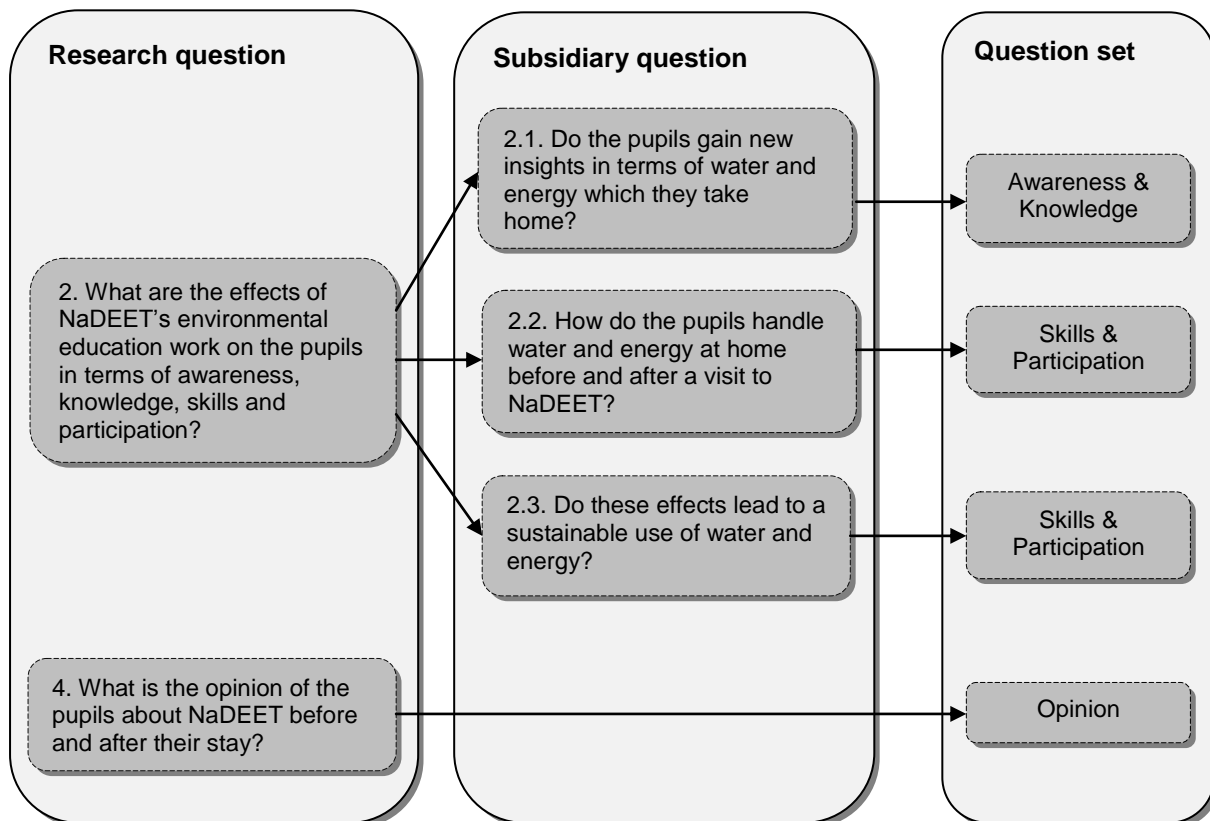 Research question
2. What are the effects of
NaDEET’s environmental
education work on the pupils
in terms of awareness,
knowledge, skills and
participation?
4. What is the opinion of the
pupils about NaDEET before
and after their stay?
Subsidiary question
2.1. Do the pupils gain new
insights in terms of water and
energy which they take
home?
2.2. How do the pupils handle
water and energy at home
before and after a visit to
NaDEET?
2.3. Do these effects lead to a
sustainable use of water and
energy?
Question set
Awareness &
Knowledge
Skills &
Participation
Skills &
Participation
Opinion